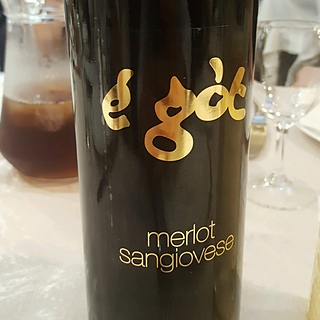 é gòt
merlot
sangiovese